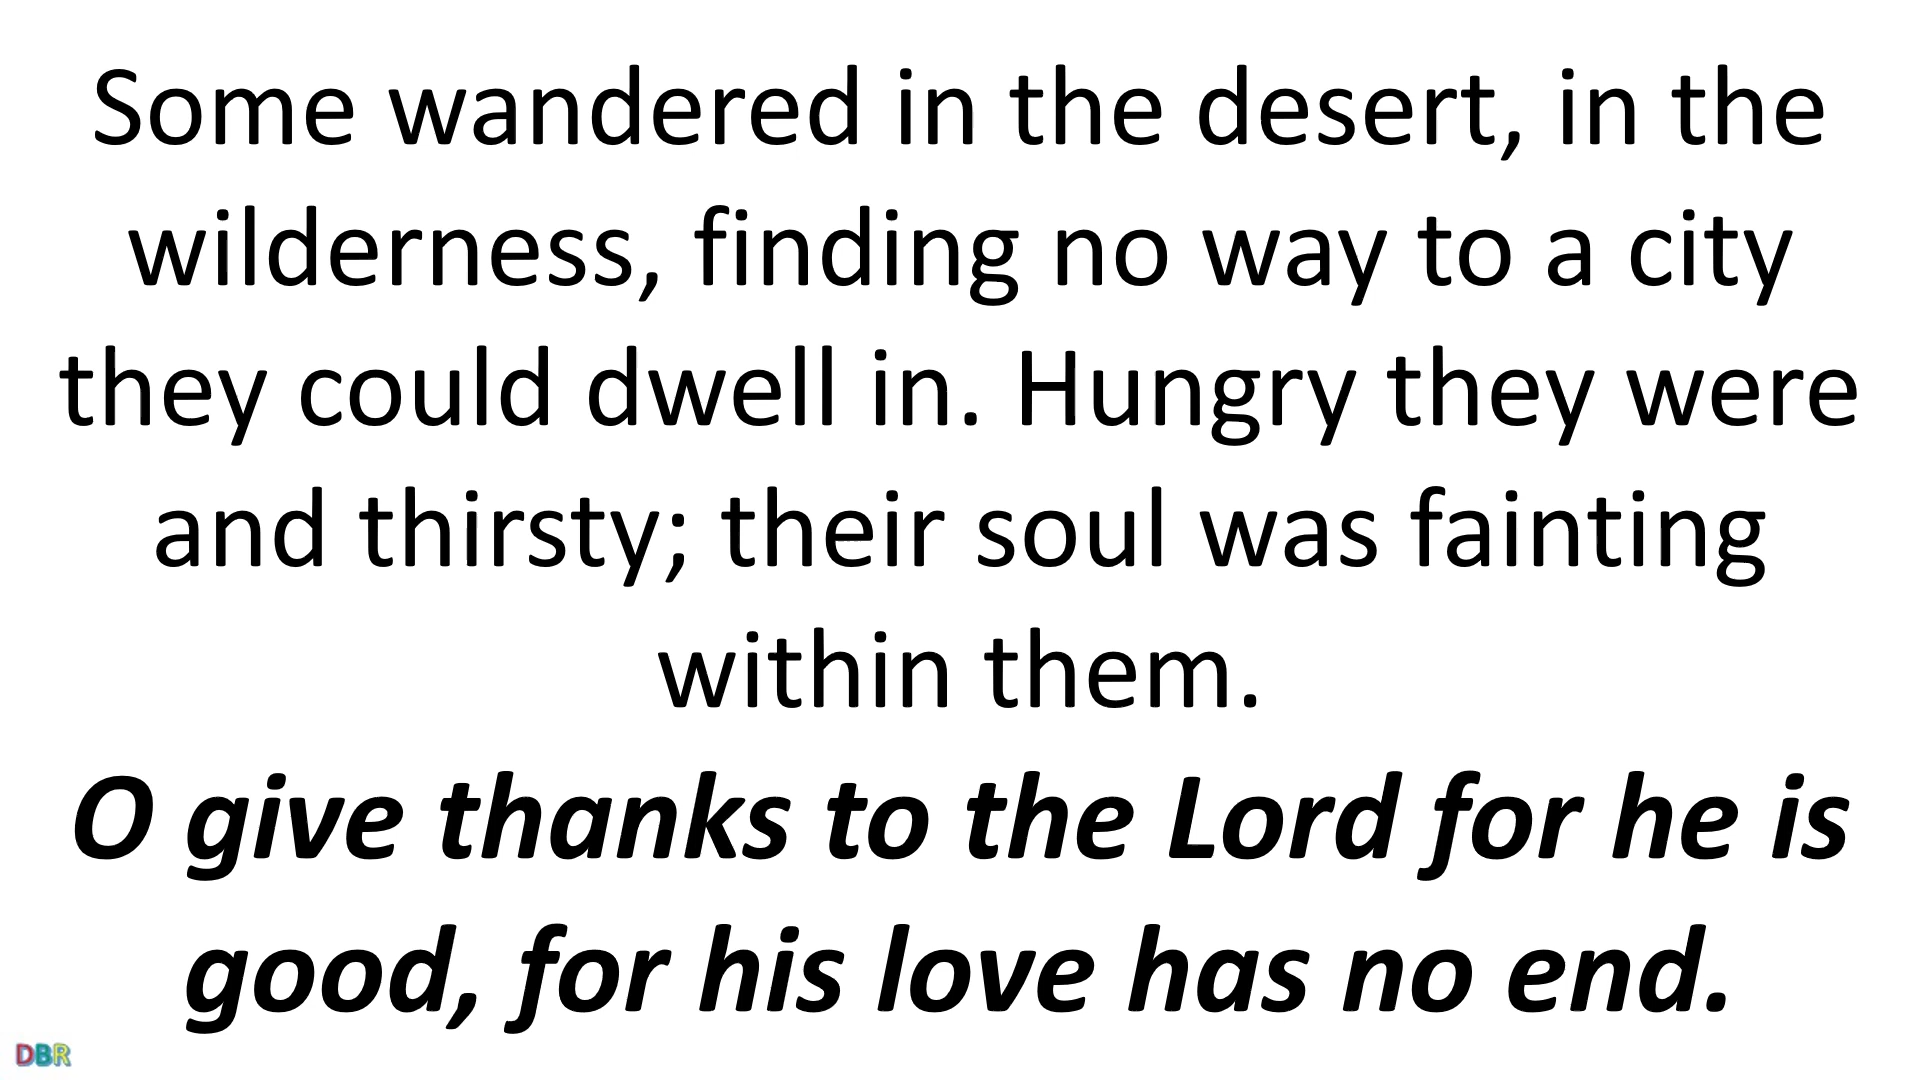 Some wandered in the desert, in the
wilderness, finding no way to a city
they could dwell in. Hungry they were
and thirsty; their soul was fainting
within them.
O give thanks to the Lord for he is
good, for his love has no end.
DBR